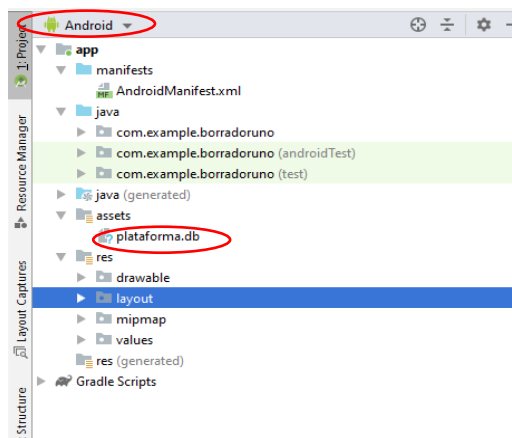 Android
1: Project
app
manifests
MF AndroidManifest.xml
java
com.example.borradoruno
com.example.borradoruno (androidTest)
com.example.borradoruno (test)
java (generated)
assets
plataforma.db
res
drawable
layout
mipmap
values
res (generated)
Gradle Scripts
Resource Manager
Layout Captures
Structure